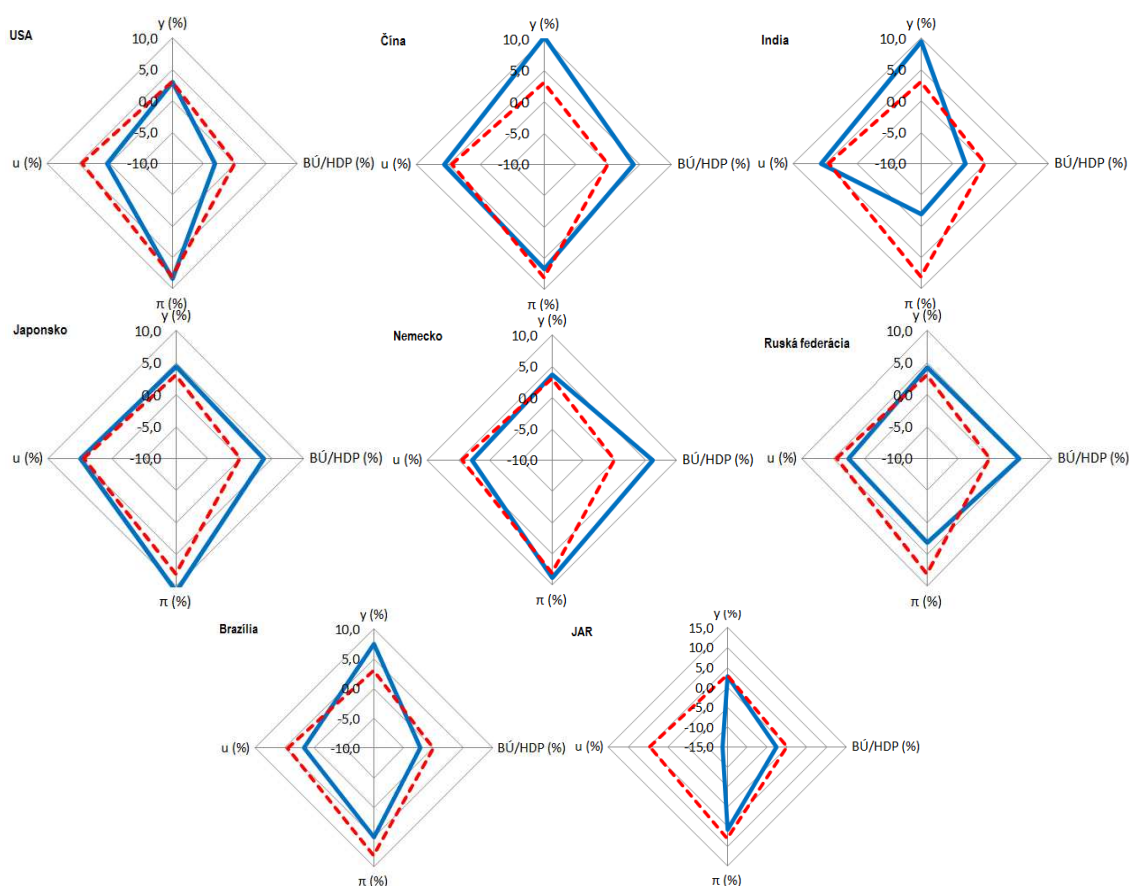 USA
y (%)
10,0
5,0
0,0
-5,0
-10,0
u (%)
BÚ/HDP (%)
π (%)
Čína
y (%)
10,0
5,0
0,0
-5,0
-10,0
u (%)
BÚ/HDP (%)
π (%)
India
y (%)
10,0
5,0
0,0
-5,0
-10,0
u (%)
BÚ/HDP (%)
π (%)
Japonsko
y (%)
10,0
5,0
0,0
-5,0
-10,0
u (%)
BÚ/HDP (%)
π (%)
Nemecko
10,0
5,0
0,0
-5,0
-10,0
u (%)
BÚ/HDP (%)
π (%)
Ruská federácia
y (%)
10,0
5,0
0,0
-5,0
-10,0
u (%)
BÚ/HDP (%)
π (%)
Brazília
y (%)
10,0
5,0
0,0
-5,0
-10,0
u (%)
BÚ/HDP (%)
π (%)
JAR
y (%)
15,0
10,0
5,0
0,0
-5,0
-10,0
-15,0
u (%)
BÚ/HDP (%)
π (%)